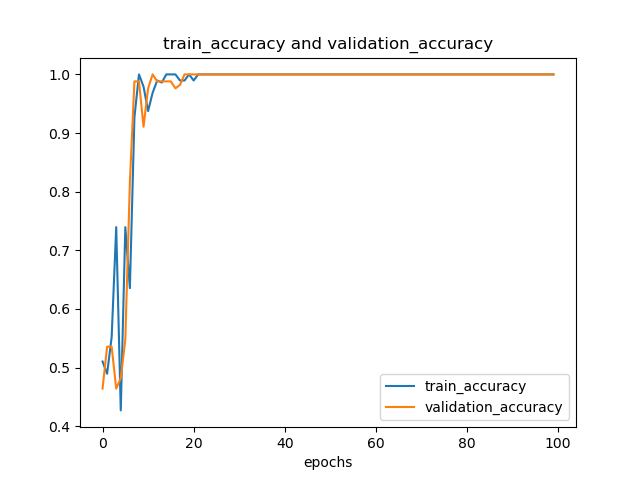 train_accuracy and validation_accuracy
1.0
0.9
0.8
0.7
0.6
0.5
0.4
train_accuracy
validation_accuracy
0 20 40 60 80 100
epochs